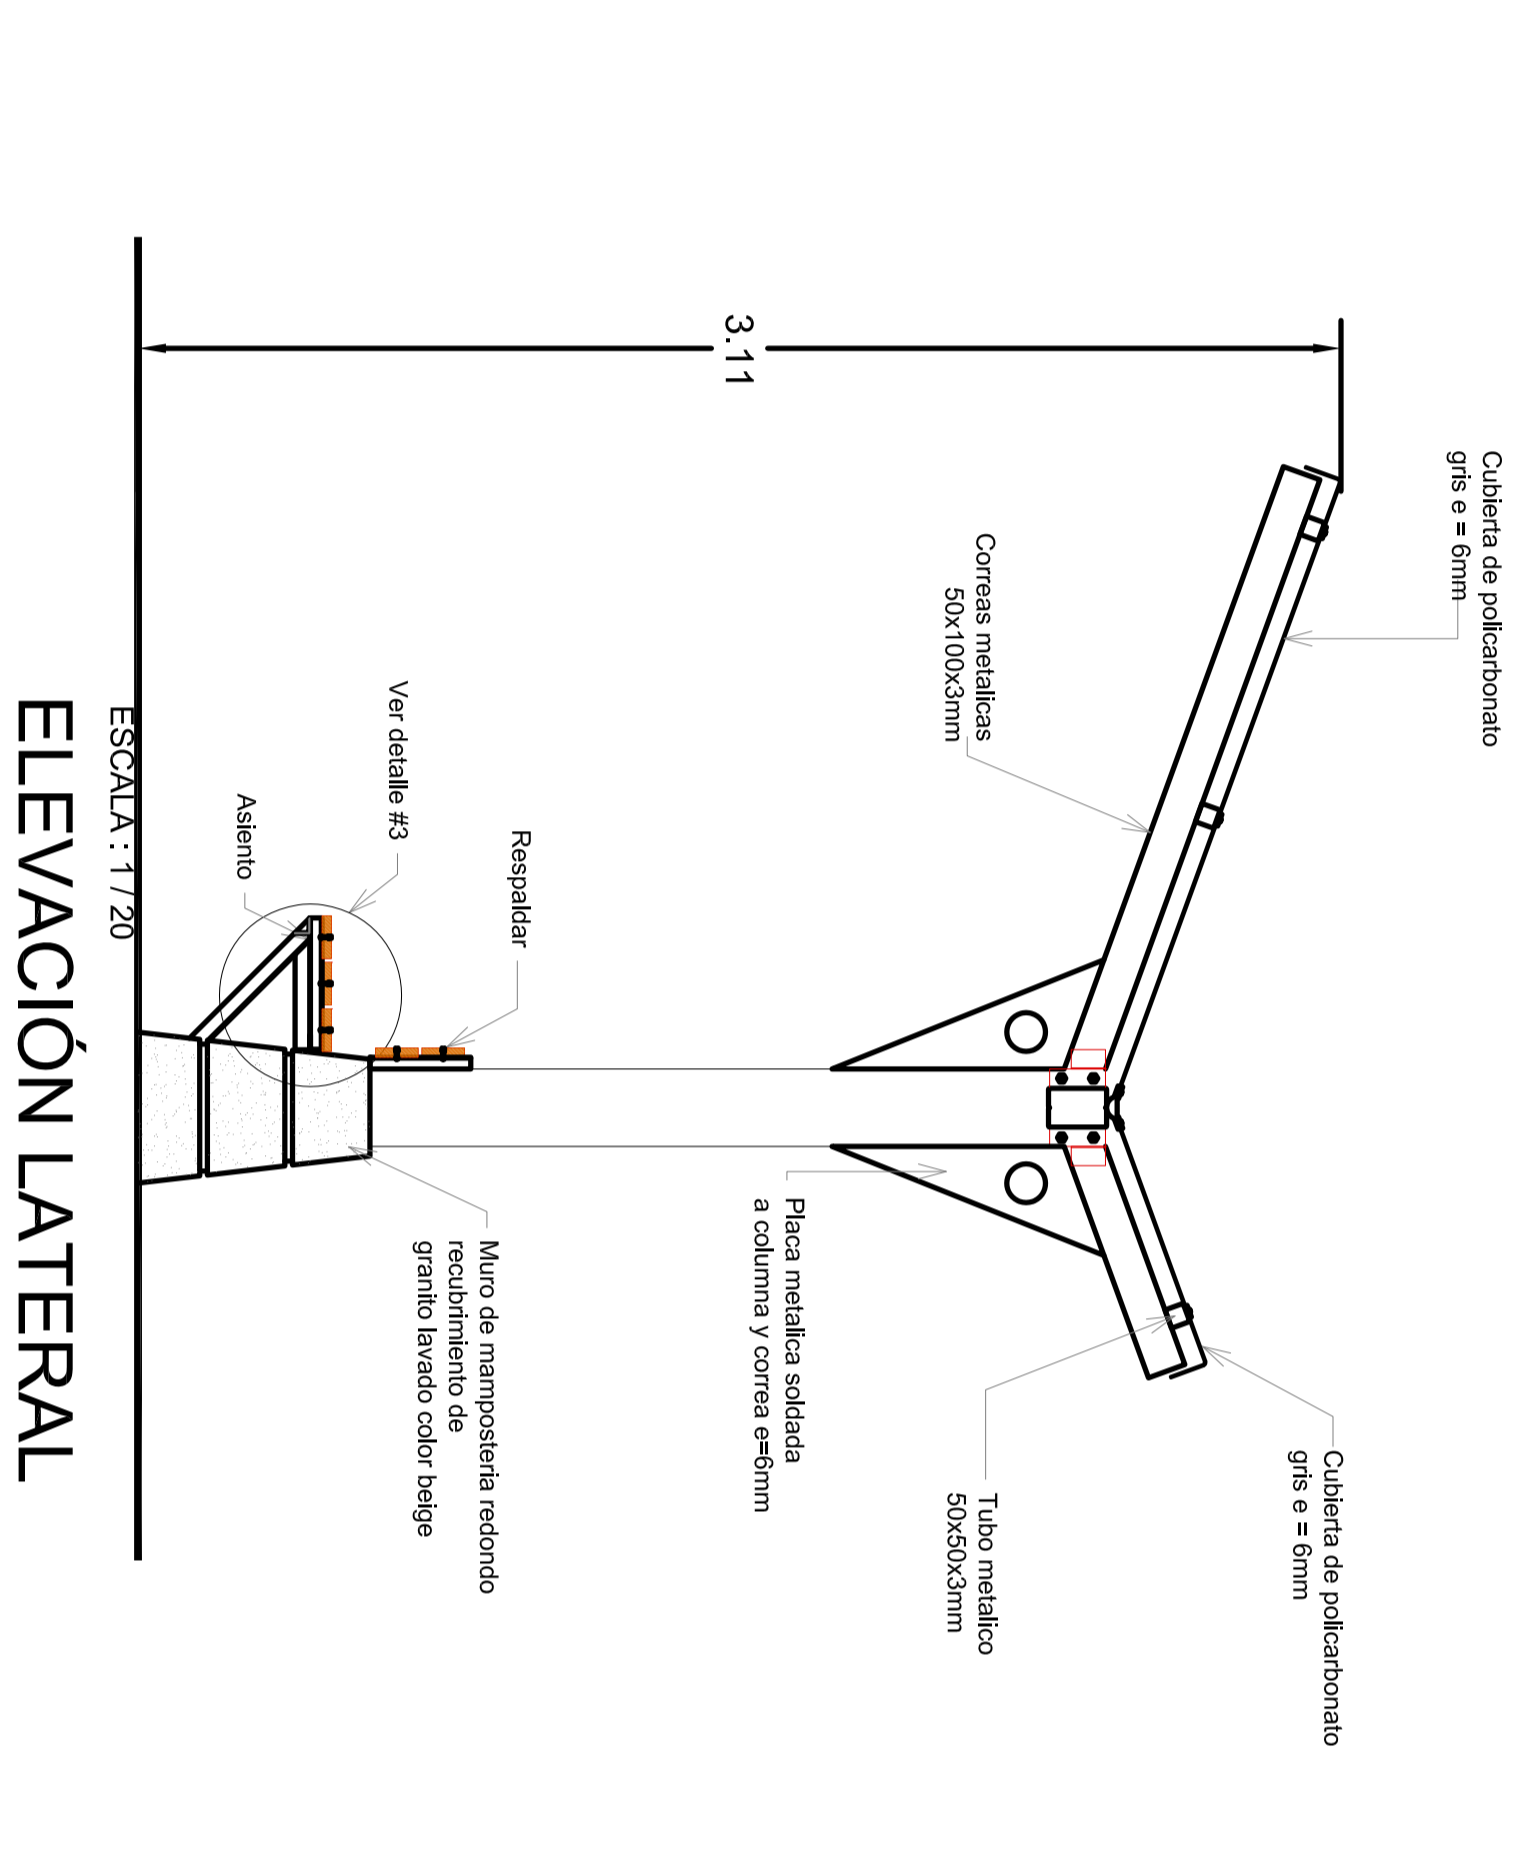 Cubierta de policarbonato
gris e = 6mm
Correas metalicas
50x100x3mm
3.11
Cubierta de policarbonato
gris e = 6mm
Tubo metalico
50x50x3mm
Placa metalica soldada
a columna y correa e=6mm
Respaldar
Ver detalle #3
Asiento
Muro de mamposteria redondo
recubrimiento de
granito lavado color beige
ESCALA : 1 / 20
ELEVACIÓN LATERAL